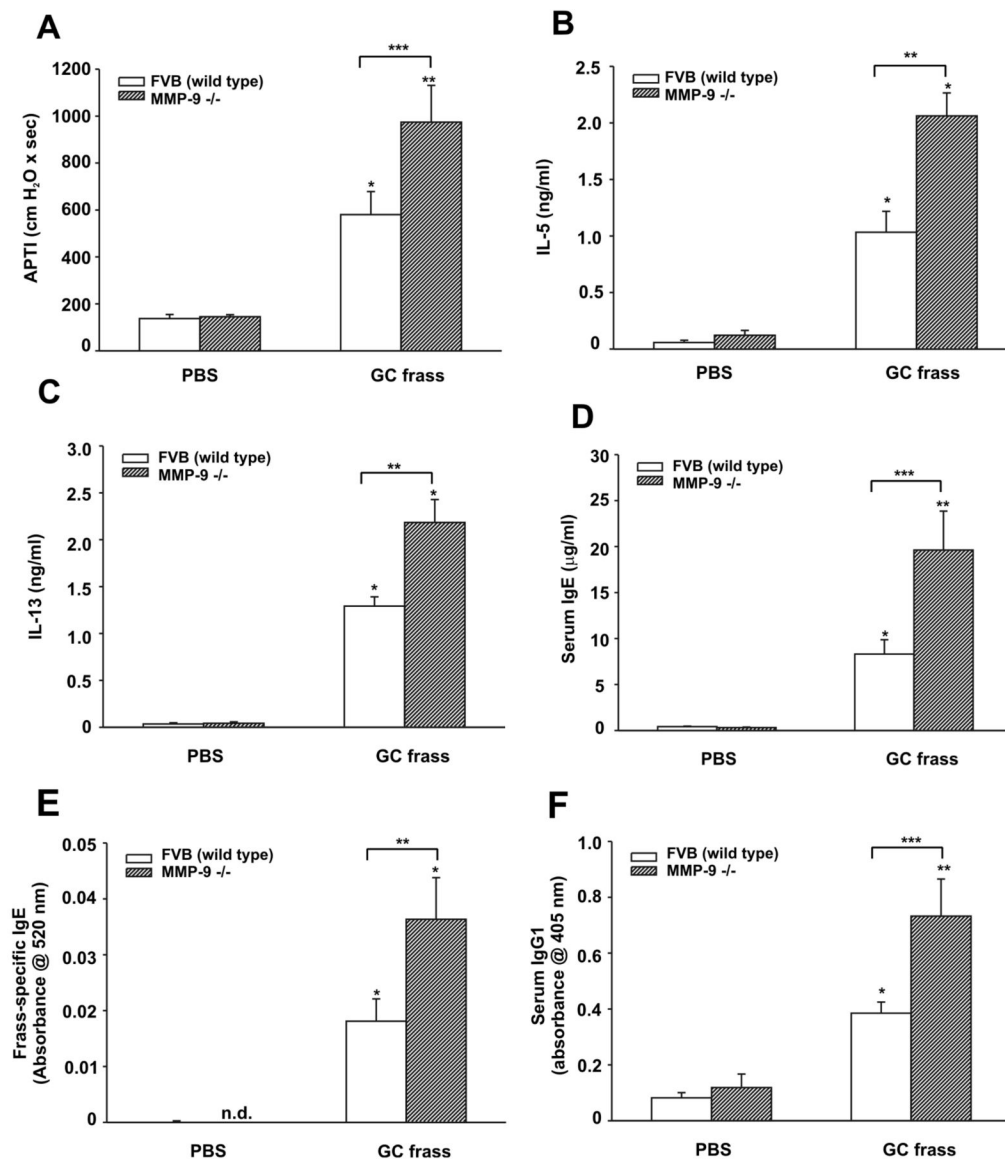 A
1200
1000
800
600
400
200
0
APTI (cm H₂O x sec)
FVB (wild type)
MMP-9 -/-
***
**
*
PBS
GC frass
B
2.5
2.0
1.5
1.0
0.5
0
IL-5 (ng/ml)
FVB (wild type)
MMP-9 -/-
**
*
*
PBS
GC frass
C
3.0
2.5
2.0
1.5
1.0
0.5
0
IL-13 (ng/ml)
FVB (wild type)
MMP-9 -/-
**
*
*
PBS
GC frass
D
30
25
20
15
10
5
0
Serum IgE (μg/ml)
FVB (wild type)
MMP-9 -/-
***
**
*
PBS
GC frass
E
0.05
0.04
0.03
0.02
0.01
0
Frass-specific IgE
(Absorbance @ 520 nm)
FVB (wild type)
MMP-9 -/-
**
*
*
n.d.
PBS
GC frass
F
1.0
0.8
0.6
0.4
0.2
0
Serum IgG1
(absorbance @ 405 nm)
FVB (wild type)
MMP-9 -/-
***
**
*
PBS
GC frass